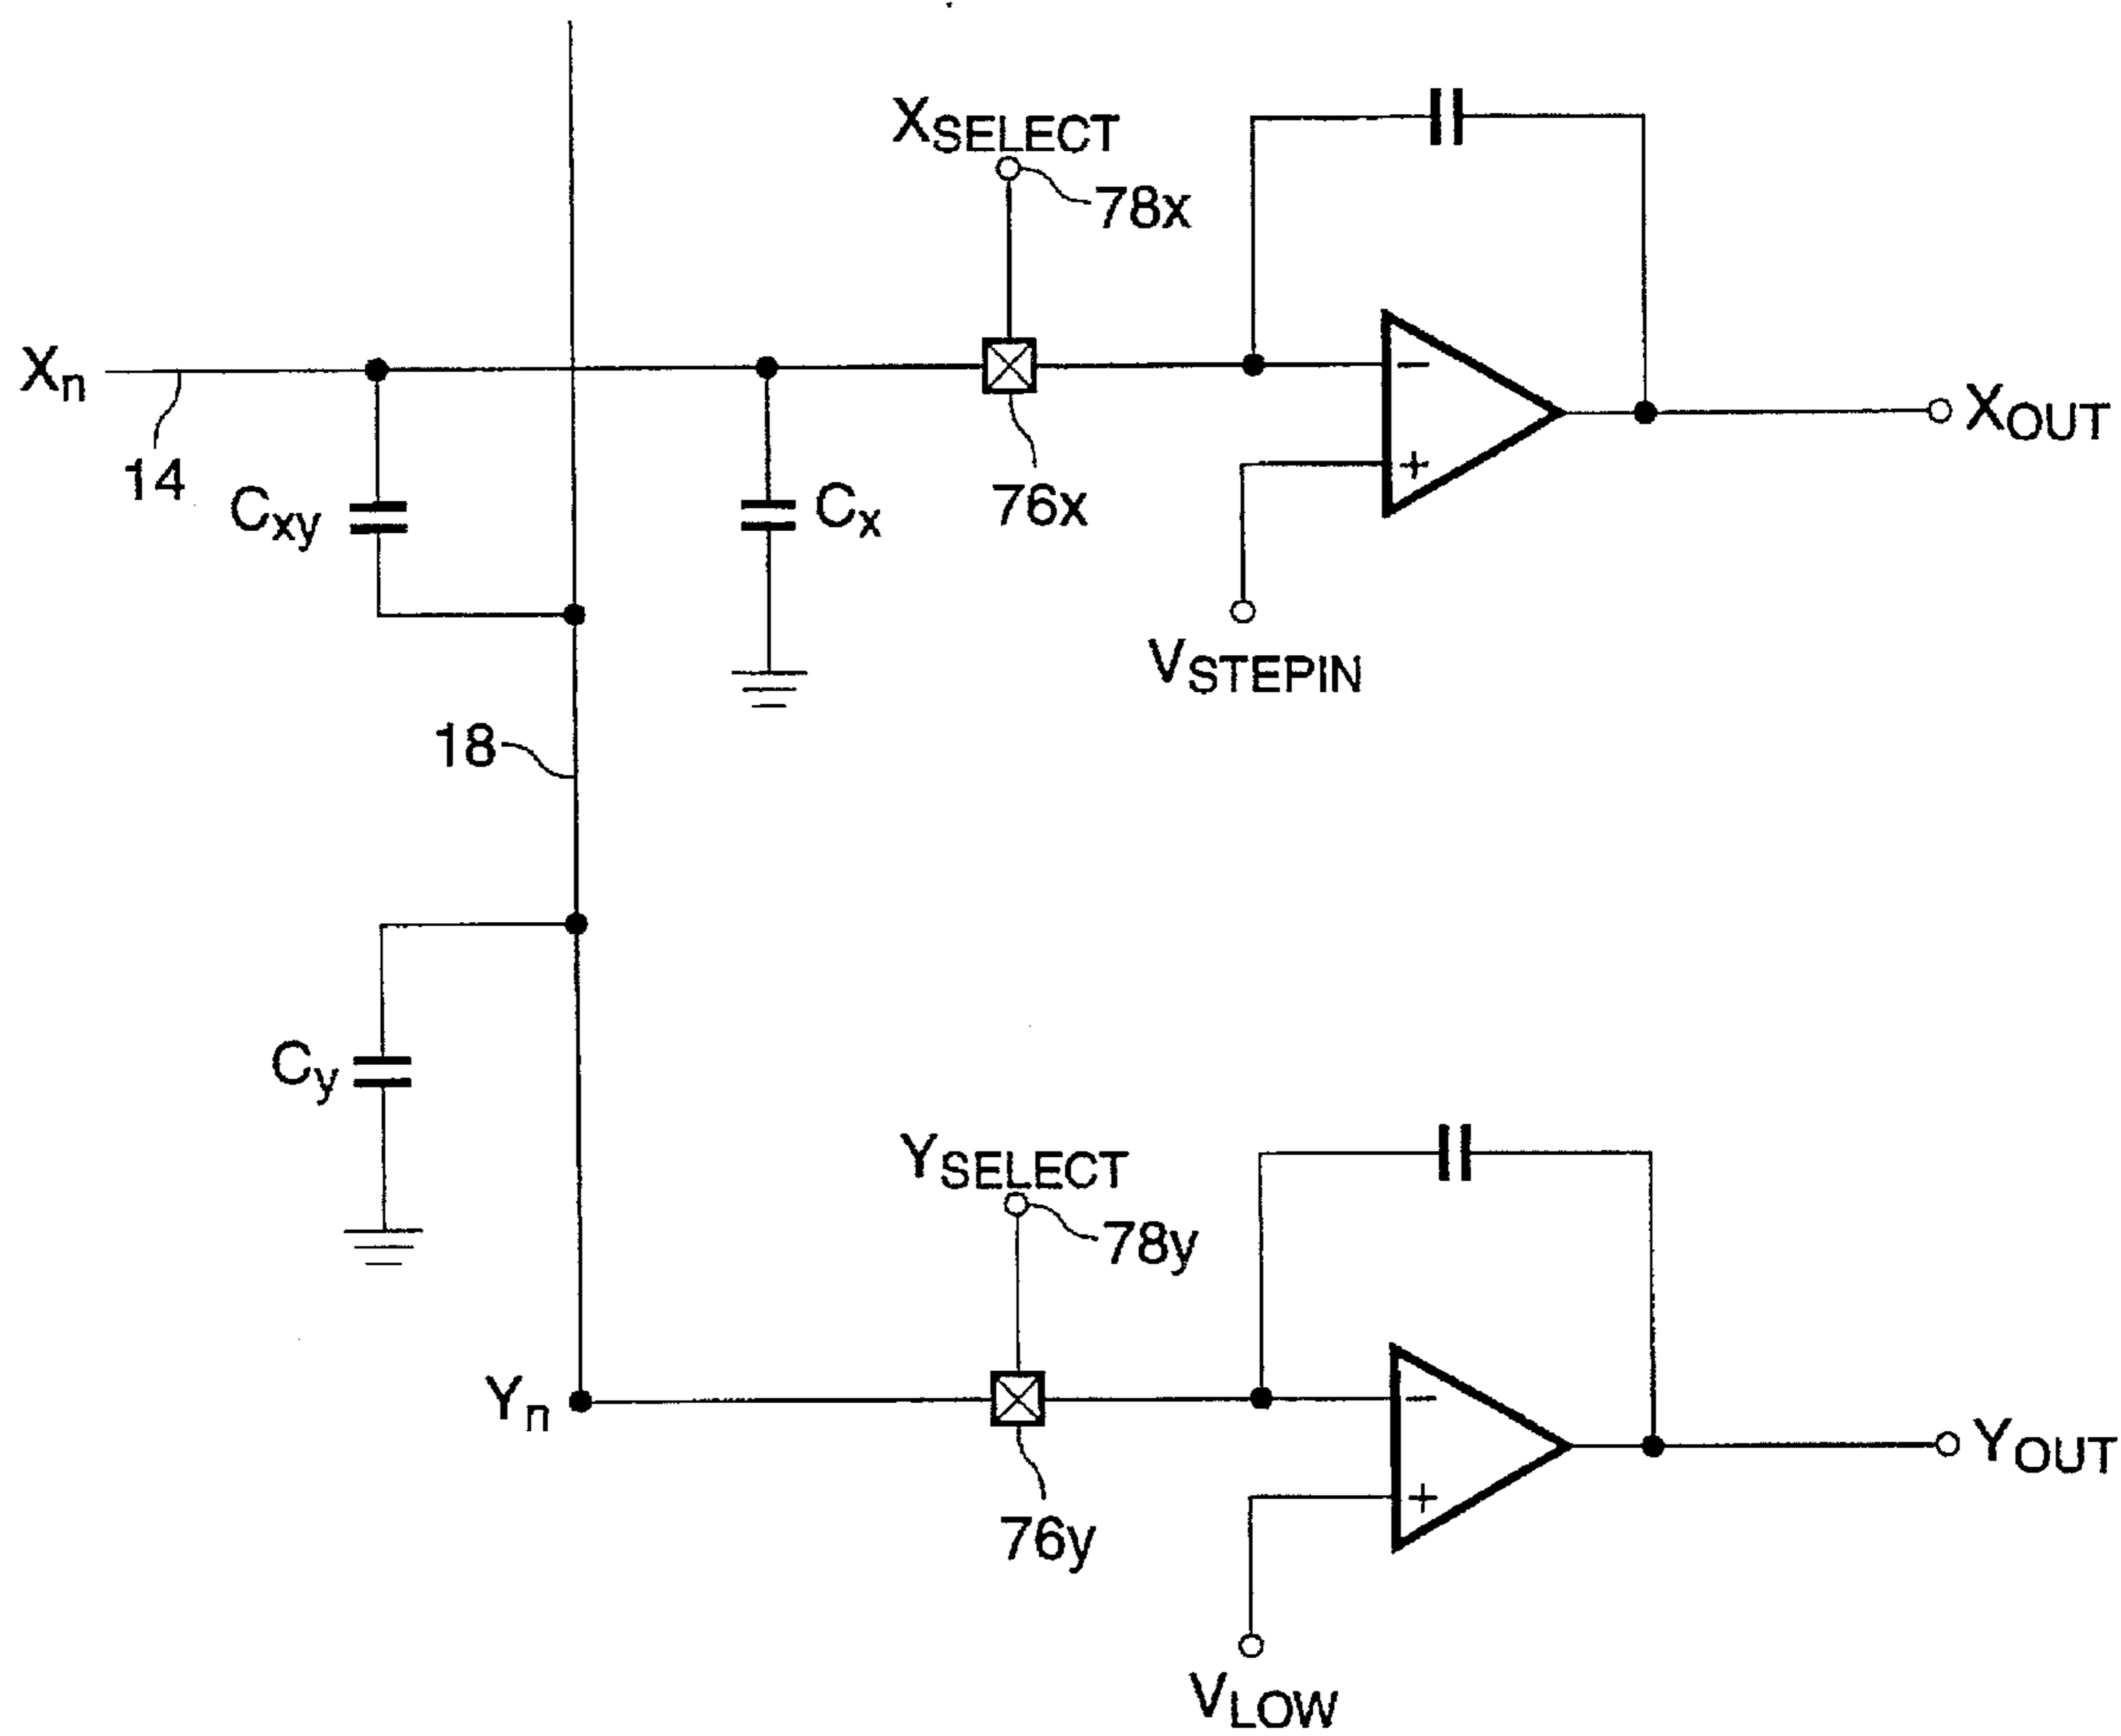 XSELECT
78x
Xn
14
Cxy
Cx
76x
−
+
XOUT
VSTEPIN
18
Cy
YSELECT
78y
Yn
76y
−
+
YOUT
VLOW